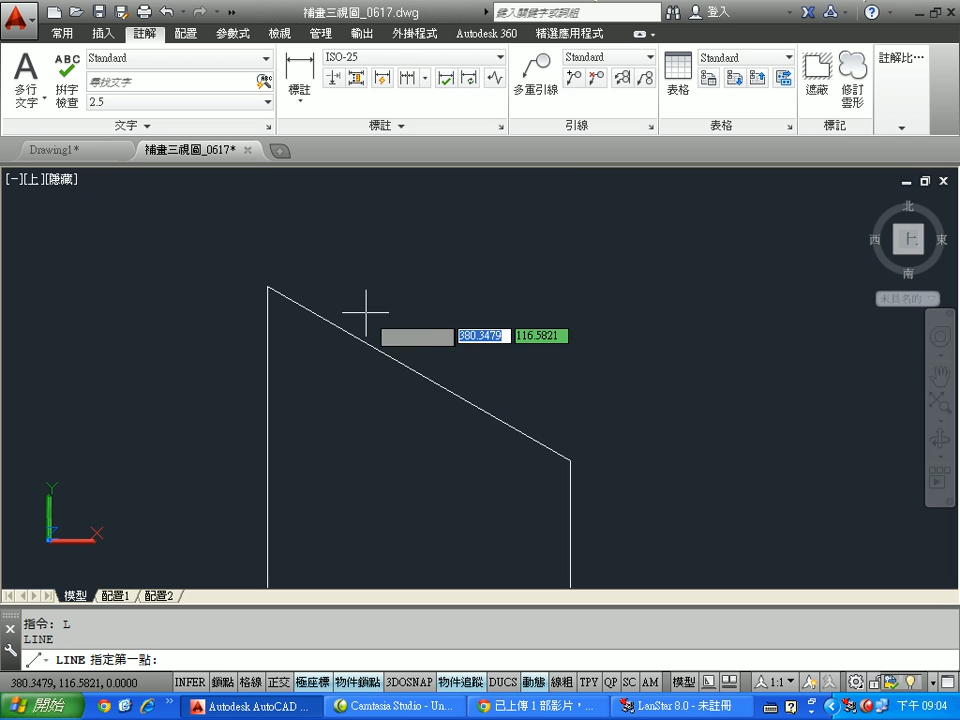 補畫三視圖_0617.dwg
鍵入關鍵字或詞組
登入
常用 插入 註解 配置 參數式 檢視 管理 輸出 外掛程式 Autodesk 360 精選應用程式
A ABC Standard ISO-25 Standard Standard 註解比…
尋找文字
多行 拼字 標註 多重引線 表格 遮蔽 修訂
文字 檢查 2.5 雲形
文字 標註 引線 表格 標記
Drawing1* 補畫三視圖_0617*
[−][上][隱藏]
北
西 上 東
南
未具名的
380.3479 116.5821
Y
Z X
模型 配置1 配置2
指令: L
LINE
LINE 指定第一點:
380.3479, 116.5821, 0.0000 INFER 鎖點 格線 正交 極座標 物件鎖點 3DOSNAP 物件追蹤 DUCS 動態 線粗 TPY QP SC AM 模型 1:1
開始 Autodesk AutoCAD ... Camtasia Studio - Un... 已上傳 1 部影片，... LanStar 8.0 - 未註冊 下午 09:04